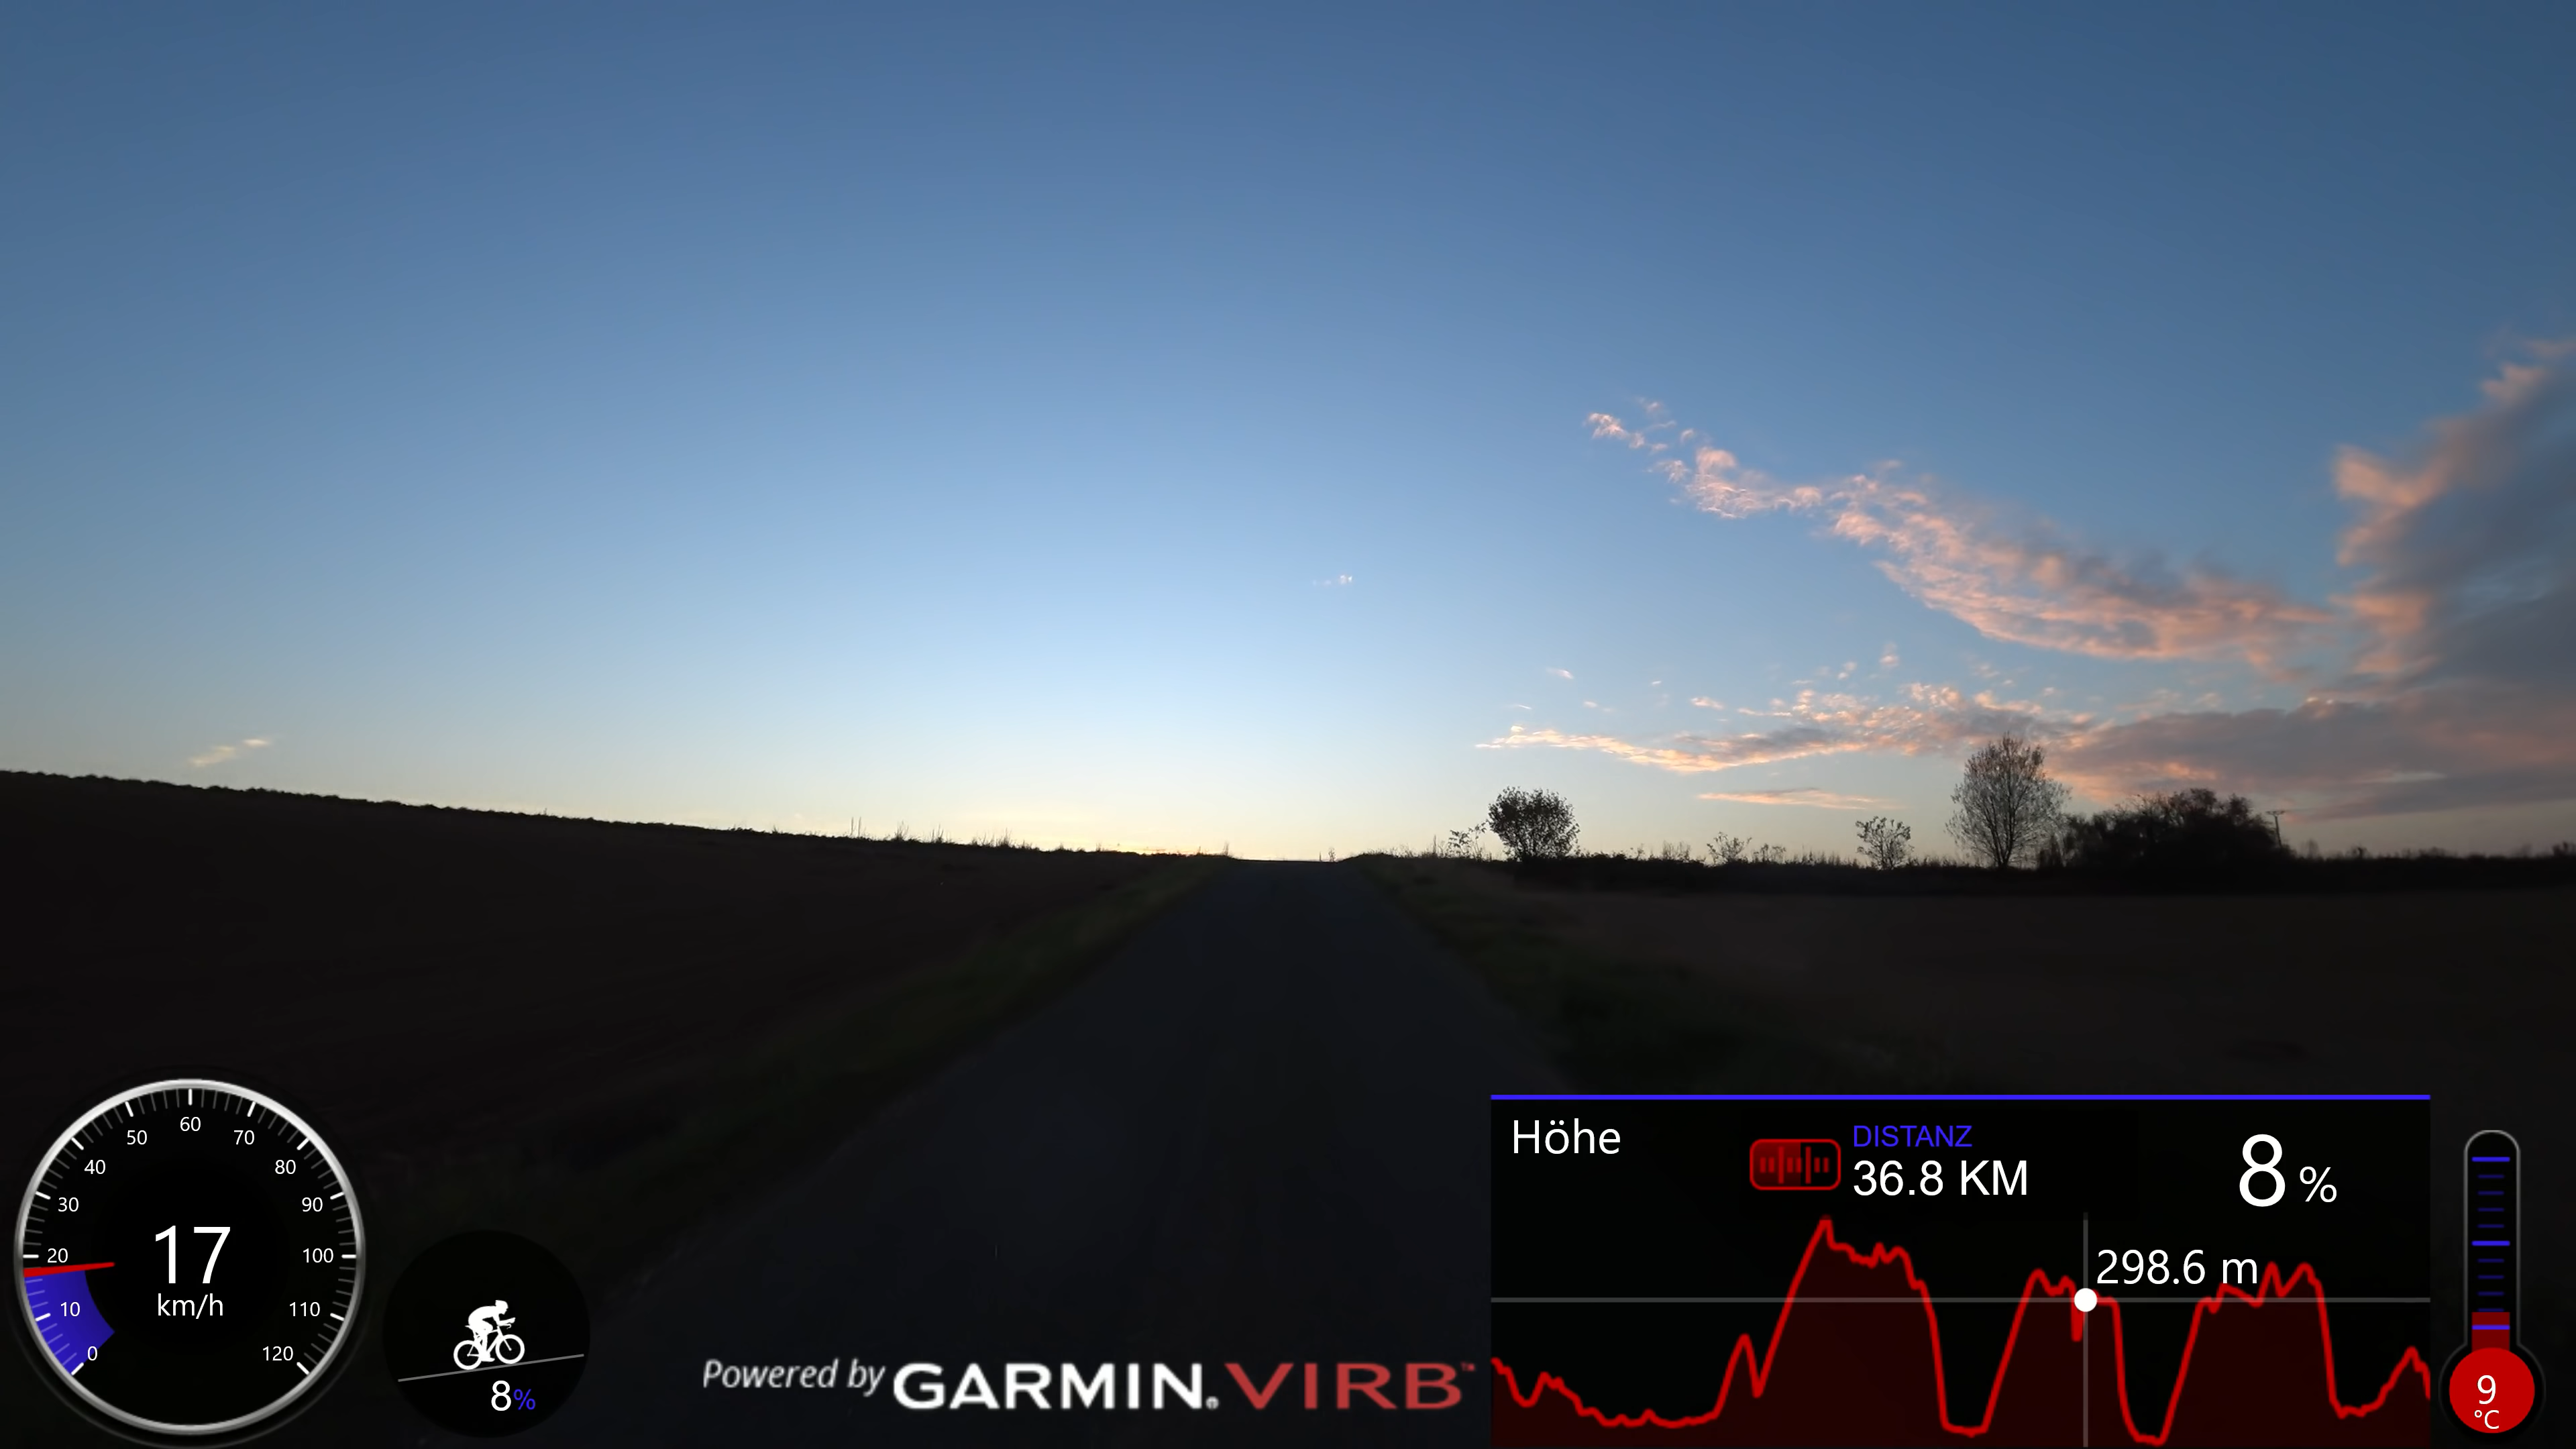 60
50 70
40 80
30 90
20 100
10 110
0 120
17
km/h
8%
Powered by GARMIN. VIRB™
Höhe
DISTANZ
36.8 KM
8 %
298.6 m
9
°C